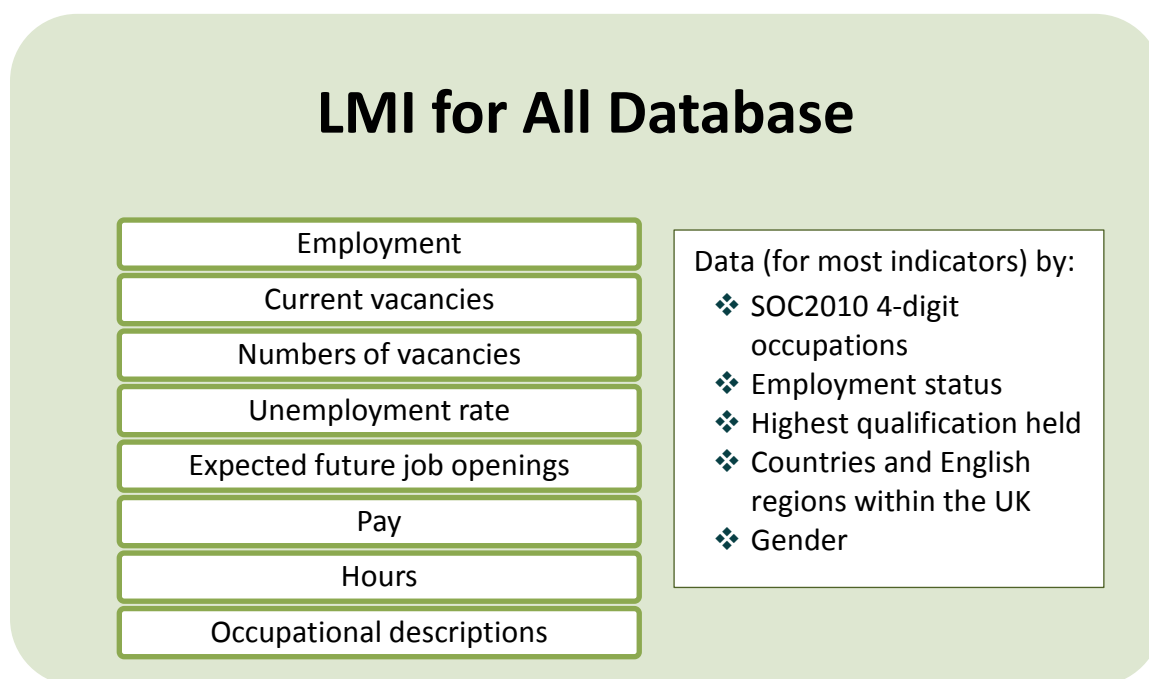 LMI for All Database
Employment
Current vacancies
Numbers of vacancies
Unemployment rate
Expected future job openings
Pay
Hours
Occupational descriptions
Data (for most indicators) by:
❖ SOC2010 4-digit
occupations
❖ Employment status
❖ Highest qualification held
❖ Countries and English
regions within the UK
❖ Gender